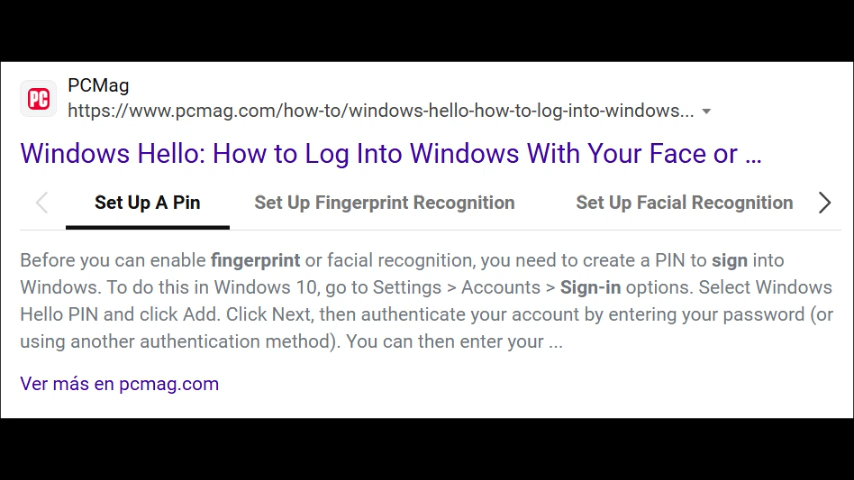 PC
PCMag
https://www.pcmag.com/how-to/windows-hello-how-to-log-into-windows...
Windows Hello: How to Log Into Windows With Your Face or ...
Set Up A Pin
Set Up Fingerprint Recognition
Set Up Facial Recognition
Before you can enable fingerprint or facial recognition, you need to create a PIN to sign into
Windows. To do this in Windows 10, go to Settings > Accounts > Sign-in options. Select Windows
Hello PIN and click Add. Click Next, then authenticate your account by entering your password (or
using another authentication method). You can then enter your ...
Ver más en pcmag.com